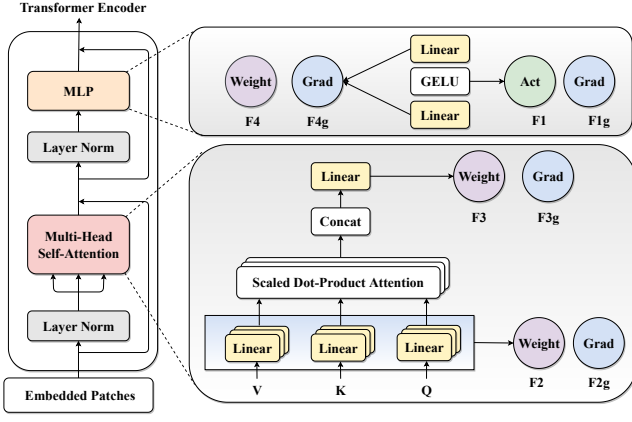 Transformer Encoder
MLP
Layer Norm
Multi-Head
Self-Attention
Layer Norm
Embedded Patches
Linear
GELU
Linear
Weight
Grad
Act
Grad
F4
F4g
F1
F1g
Linear
Weight
Grad
F3
F3g
Concat
Scaled Dot-Product Attention
Linear
Linear
Linear
Weight
Grad
V
K
Q
F2
F2g